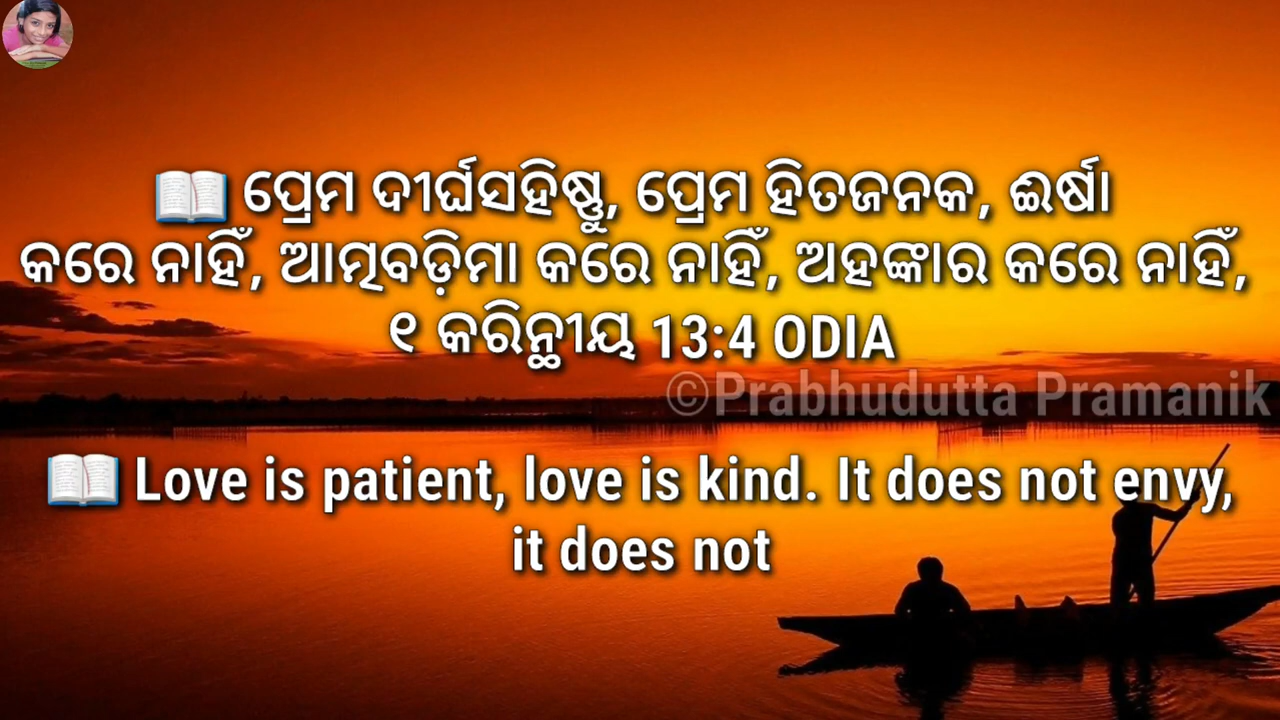 📖 ପ୍ରେମ ଦୀର୍ଘସହିଷ୍ଣୁ, ପ୍ରେମ ହିତଜନକ, ଈର୍ଷା
କରେ ନାହିଁ, ଆତ୍ମବଡ଼ିମା କରେ ନାହିଁ, ଅହଙ୍କାର କରେ ନାହିଁ,
୧ କରିନ୍ଥୀୟ 13:4 ODIA
©Prabhudutta Pramanik
📖 Love is patient, love is kind. It does not envy,
it does not